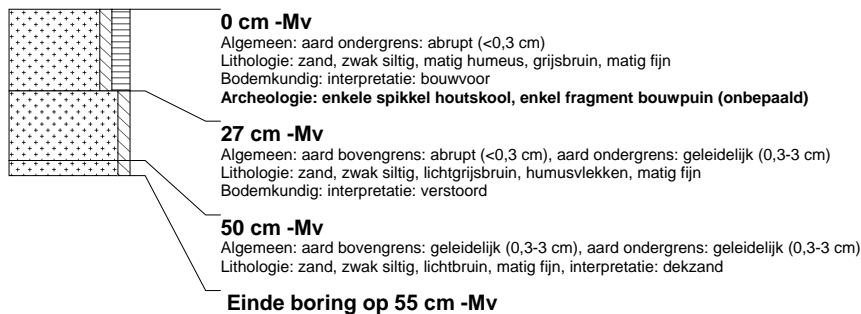 0 cm -Mv
Algemeen: aard ondergrens: abrupt (<0,3 cm)
Lithologie: zand, zwak siltig, matig humeus, grijsbruin, matig fijn
Bodemkundig: interpretatie: bouwvoor
Archeologie: enkele spikkel houtskool, enkel fragment bouwpuin (onbepaald)
27 cm -Mv
Algemeen: aard bovengrens: abrupt (<0,3 cm), aard ondergrens: geleidelijk (0,3-3 cm)
Lithologie: zand, zwak siltig, lichtgrijsbruin, humusvlekken, matig fijn
Bodemkundig: interpretatie: verstoord
50 cm -Mv
Algemeen: aard bovengrens: geleidelijk (0,3-3 cm), aard ondergrens: geleidelijk (0,3-3 cm)
Lithologie: zand, zwak siltig, lichtbruin, matig fijn, interpretatie: dekzand
Einde boring op 55 cm -Mv